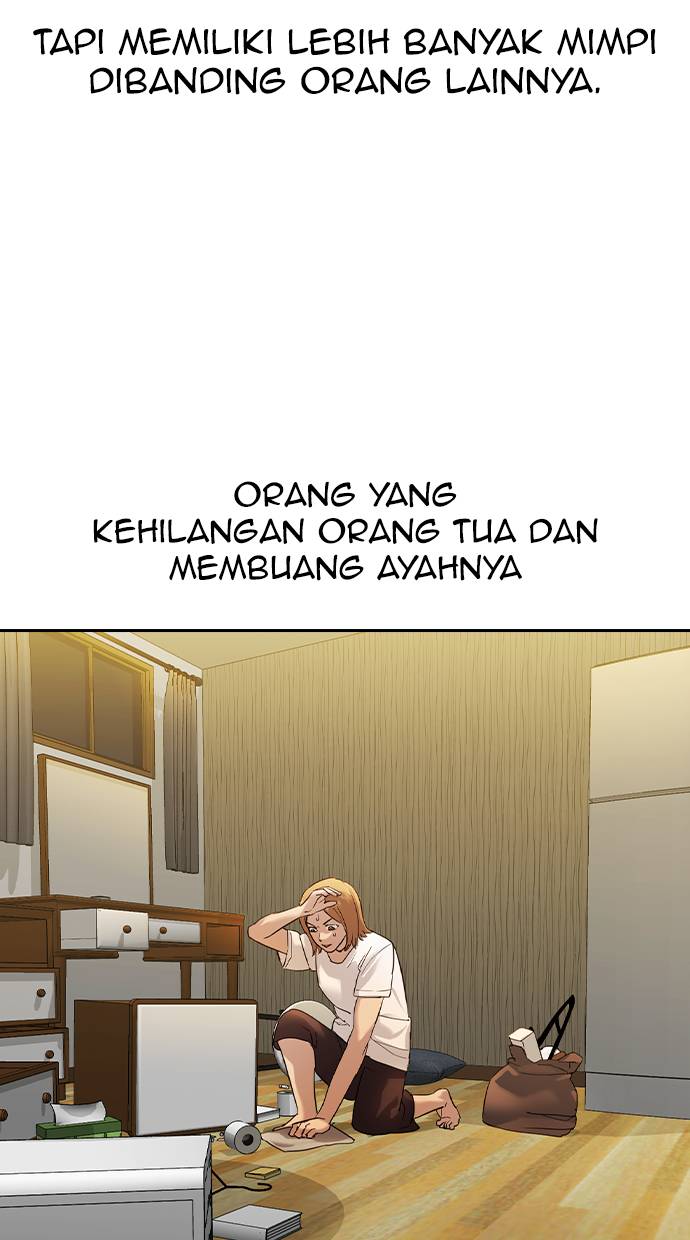 TAPI MEMILIKI LEBIH BANYAK MIMPI
DIBANDING ORANG LAINNYA.
ORANG YANG
KEHILANGAN ORANG TUA DAN
MEMBUANG AYAHNYA